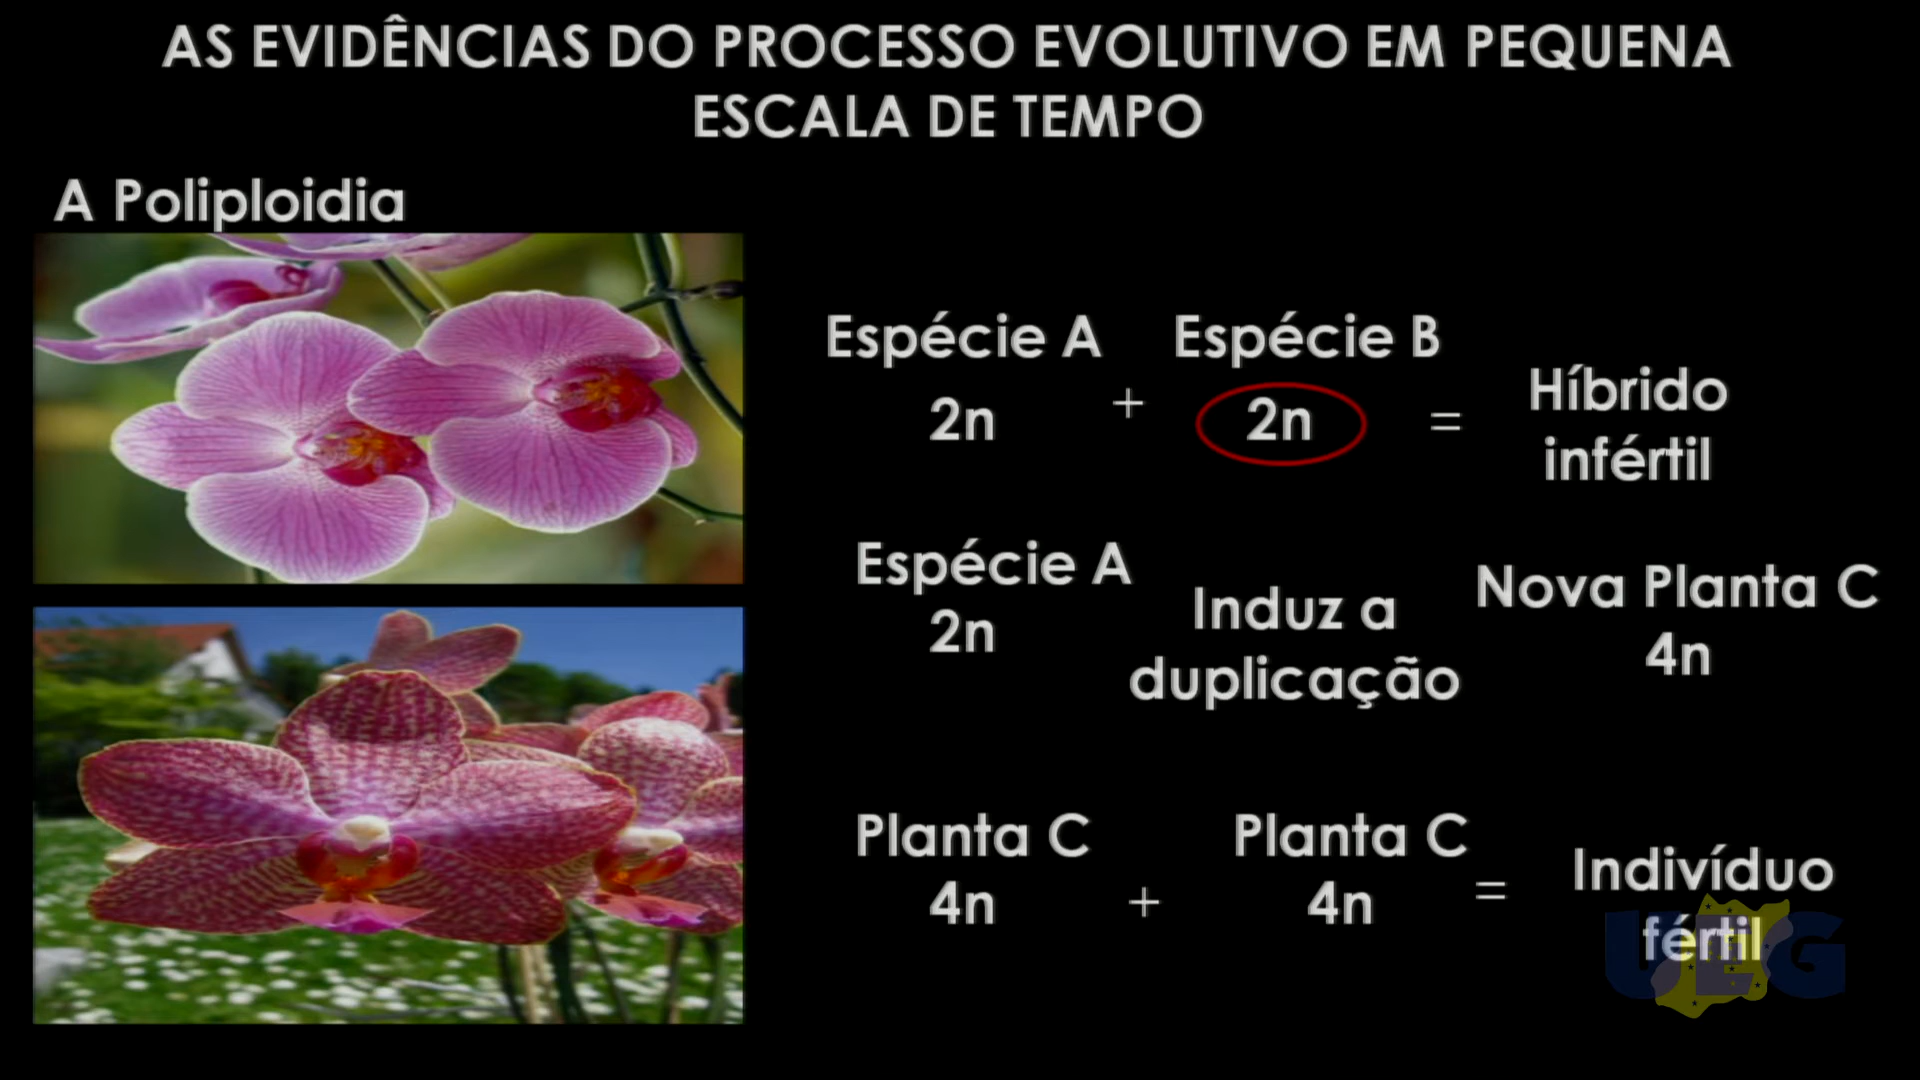 AS EVIDÊNCIAS DO PROCESSO EVOLUTIVO EM PEQUENA
ESCALA DE TEMPO
A Poliploidia
Espécie A
2n
+
Espécie B
2n
=
Híbrido
infértil
Espécie A
2n
Induz a
duplicação
Nova Planta C
4n
Planta C
4n
+
Planta C
4n
=
Indivíduo
fértil
UEG